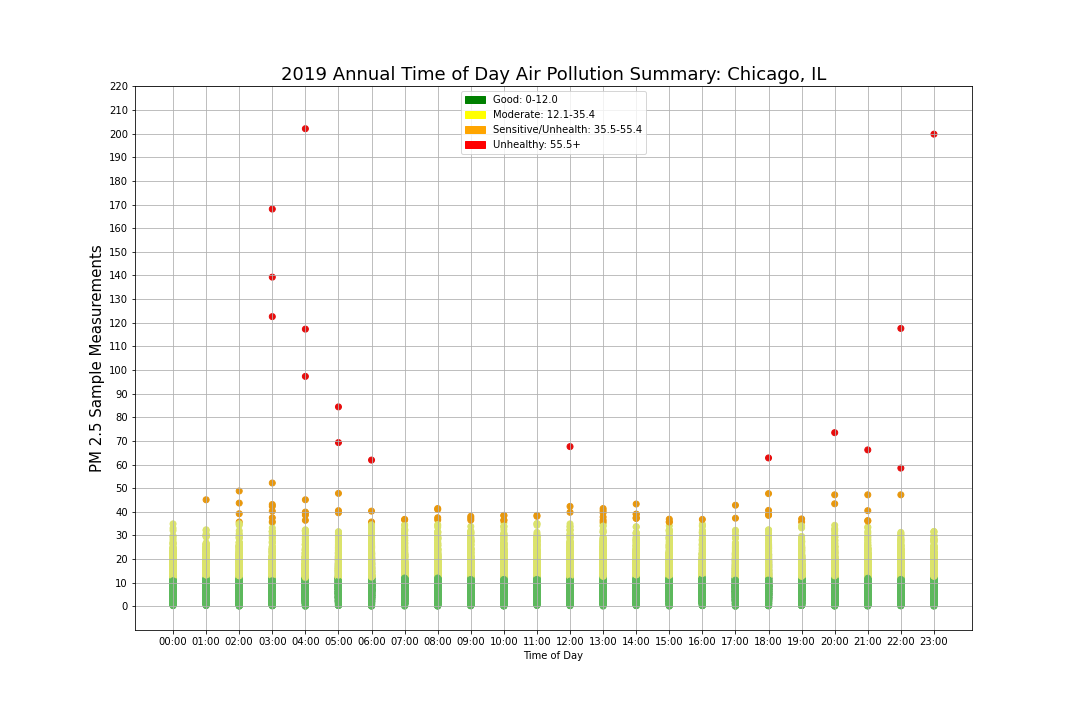 2019 Annual Time of Day Air Pollution Summary: Chicago, IL
Good: 0-12.0
Moderate: 12.1-35.4
Sensitive/Unhealth: 35.5-55.4
Unhealthy: 55.5+
PM 2.5 Sample Measurements
220
210
200
190
180
170
160
150
140
130
120
110
100
90
80
70
60
50
40
30
20
10
0
00:00 01:00 02:00 03:00 04:00 05:00 06:00 07:00 08:00 09:00 10:00 11:00 12:00 13:00 14:00 15:00 16:00 17:00 18:00 19:00 20:00 21:00 22:00 23:00
Time of Day